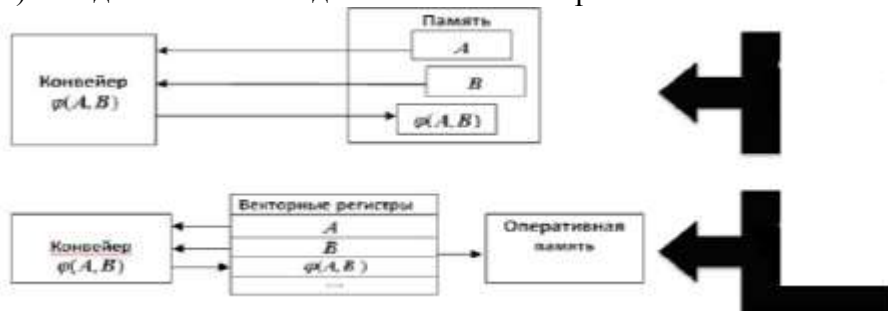 Память
A
Конвейер
B
φ(A, B)
φ(A, B)
Векторные регистры
A
Оперативная
Конвейер
B
память
φ(A, B)
φ(A, B)
...